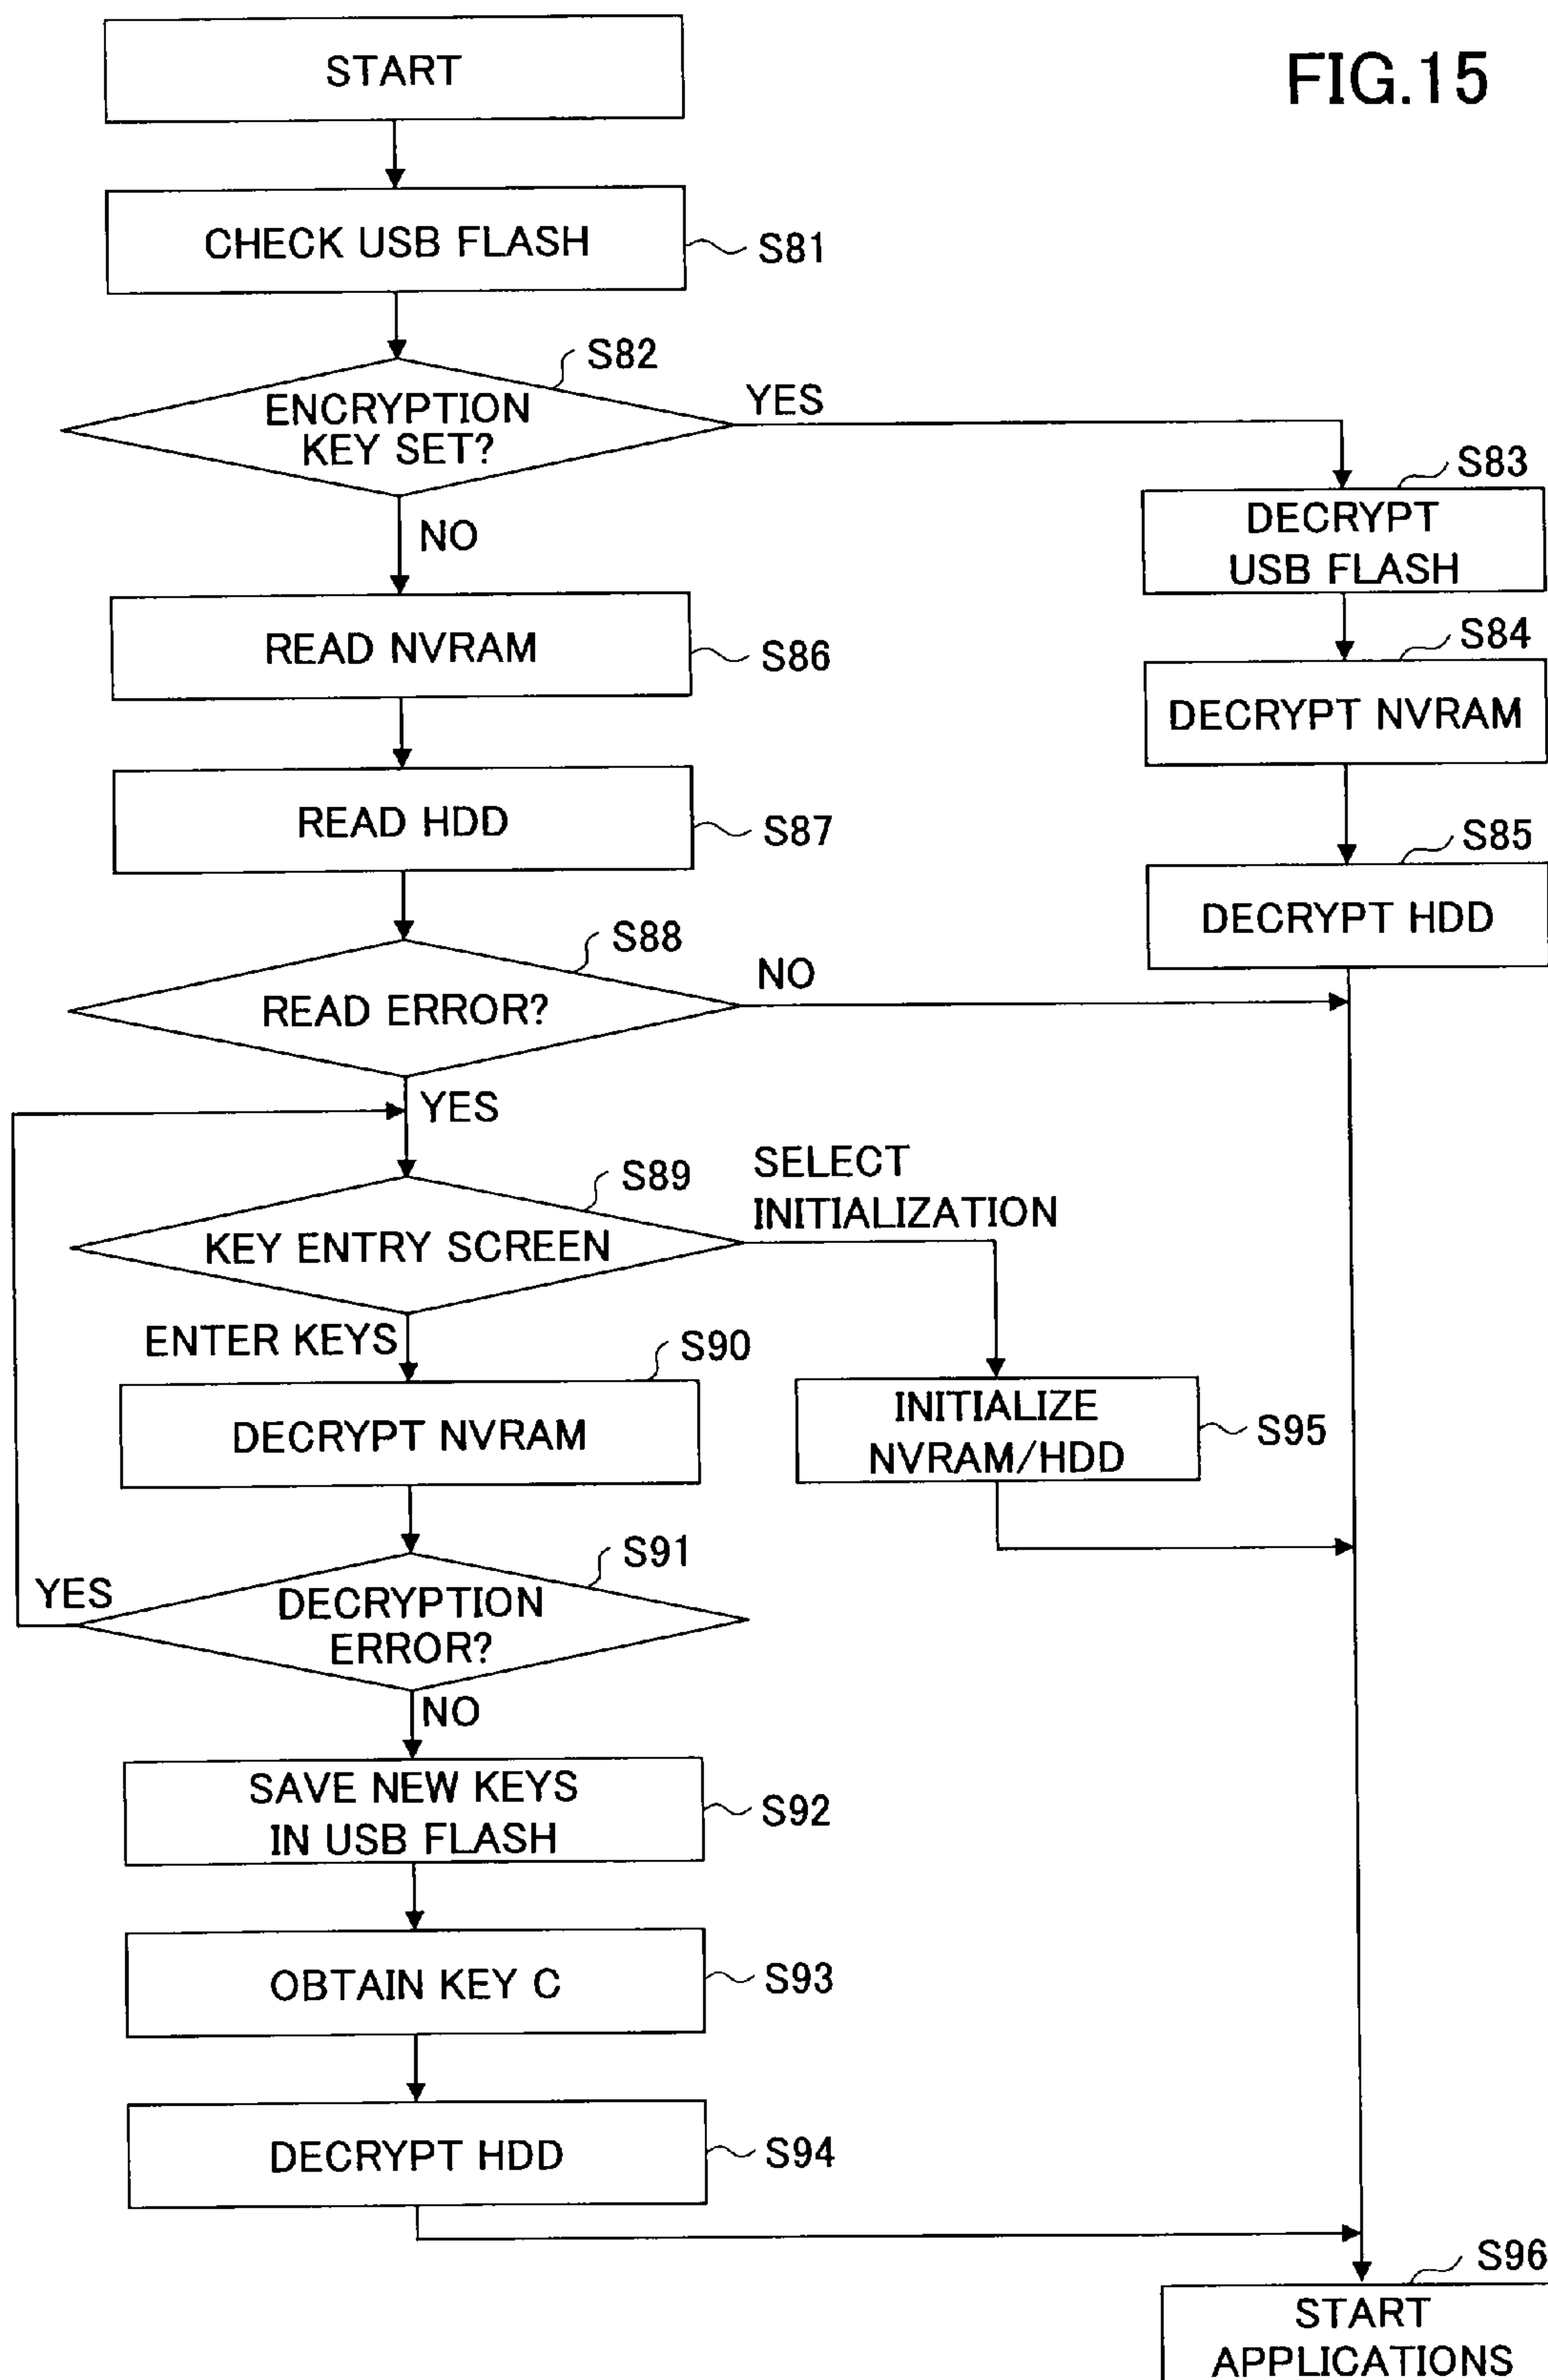 FIG.15
START
CHECK USB FLASH
S81
S82
ENCRYPTION
KEY SET?
YES
NO
S83
DECRYPT
USB FLASH
S84
DECRYPT NVRAM
S85
DECRYPT HDD
READ NVRAM
S86
READ HDD
S87
S88
READ ERROR?
NO
YES
S89
KEY ENTRY SCREEN
SELECT
INITIALIZATION
ENTER KEYS
S90
DECRYPT NVRAM
INITIALIZE
NVRAM/HDD
S95
S91
DECRYPTION
ERROR?
YES
NO
SAVE NEW KEYS
IN USB FLASH
S92
OBTAIN KEY C
S93
DECRYPT HDD
S94
S96
START
APPLICATIONS